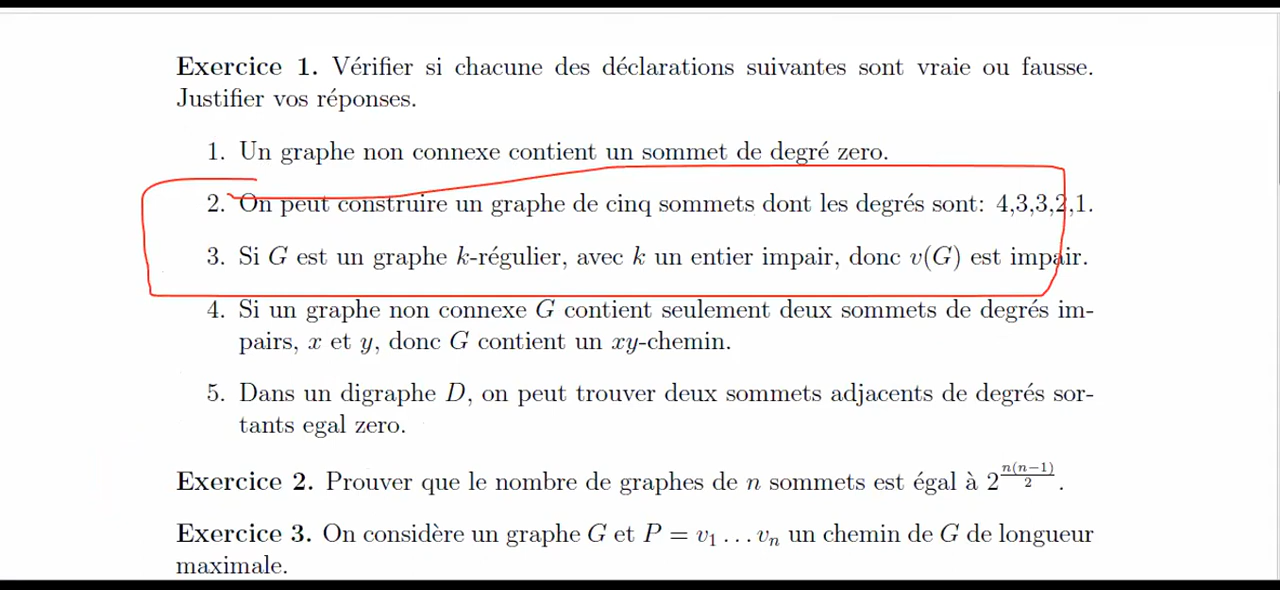 Exercice 1. Vérifier si chacune des déclarations suivantes sont vraie ou fausse.
Justifier vos réponses.
1. Un graphe non connexe contient un sommet de degré zero.
2. On peut construire un graphe de cinq sommets dont les degrés sont: 4,3,3,2,1.
3. Si G est un graphe k-régulier, avec k un entier impair, donc v(G) est impair.
4. Si un graphe non connexe G contient seulement deux sommets de degrés im-
pairs, x et y, donc G contient un xy-chemin.
5. Dans un digraphe D, on peut trouver deux sommets adjacents de degrés sor-
tants egal zero.
Exercice 2. Prouver que le nombre de graphes de n sommets est égal à 2^{\frac{n(n-1)}{2}}.
Exercice 3. On considère un graphe G et P = v₁ . . . vₙ un chemin de G de longueur
maximale.